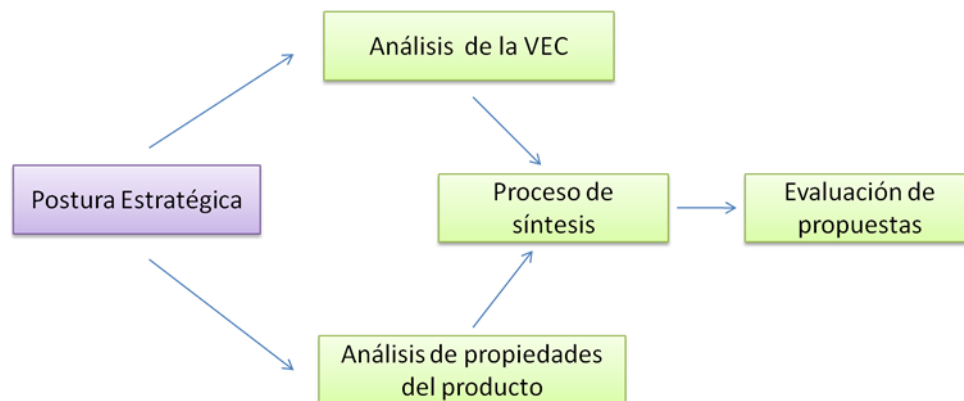 Análisis de la VEC
Postura Estratégica
Proceso de
síntesis
Evaluación de
propuestas
Análisis de propiedades
del producto